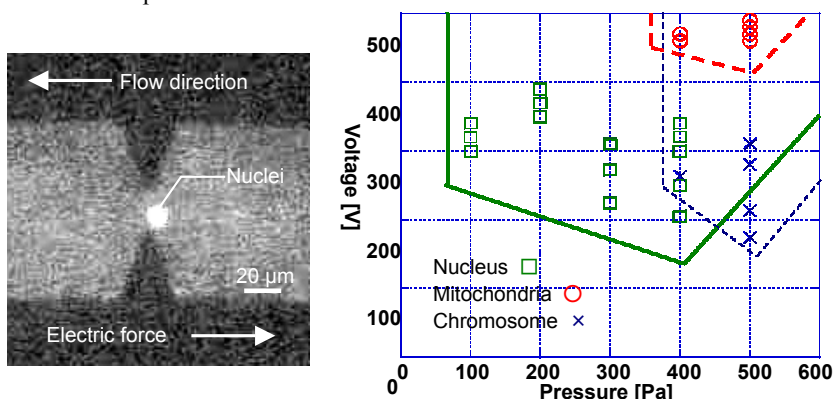 Flow direction
Nuclei
20 µm
Electric force
500
400
300
200
100
0
Voltage [V]
Nucleus
Mitochondria
Chromosome
100 200 300 400 500 600
Pressure [Pa]